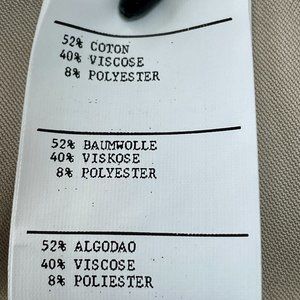 52% COTON
40% VISCOSE
8% POLYESTER
52% BAUMWOLLE
40% VISKOSE
8% POLYESTER
52% ALGODAO
40% VISCOSE
8% POLIESTER